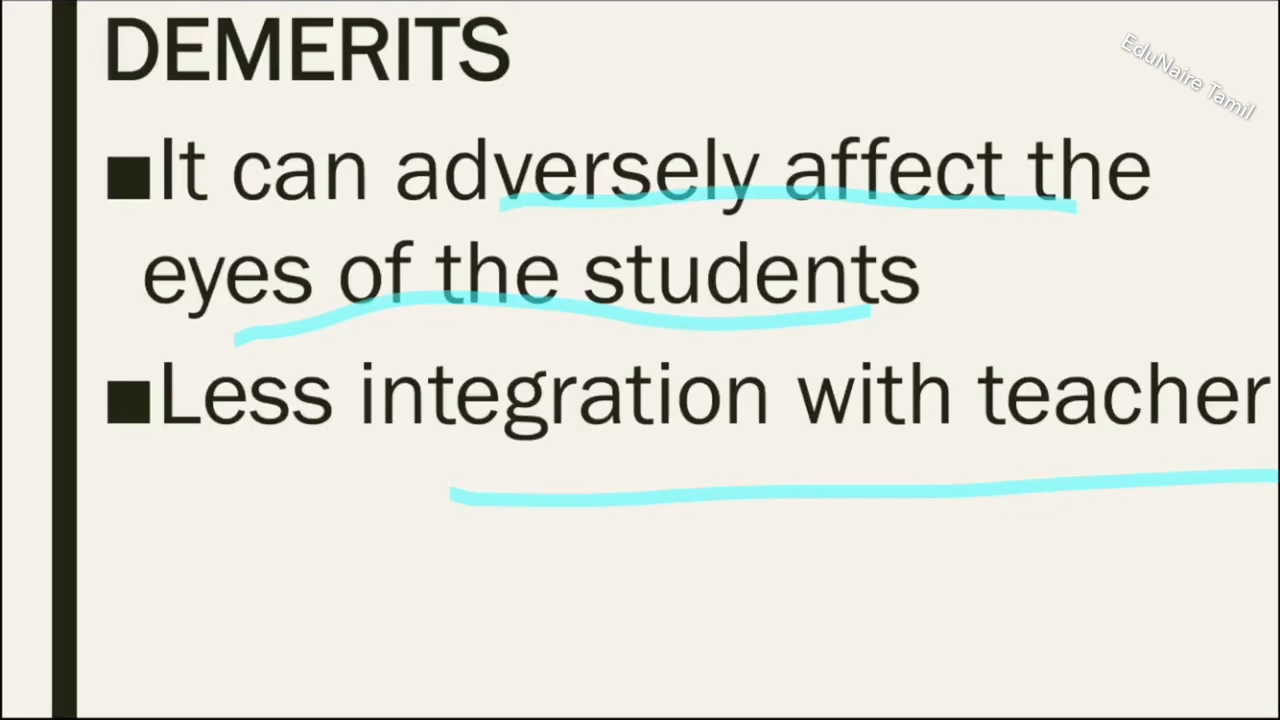 DEMERITS
EduNaire Tamil
■It can adversely affect the
eyes of the students
■Less integration with teacher